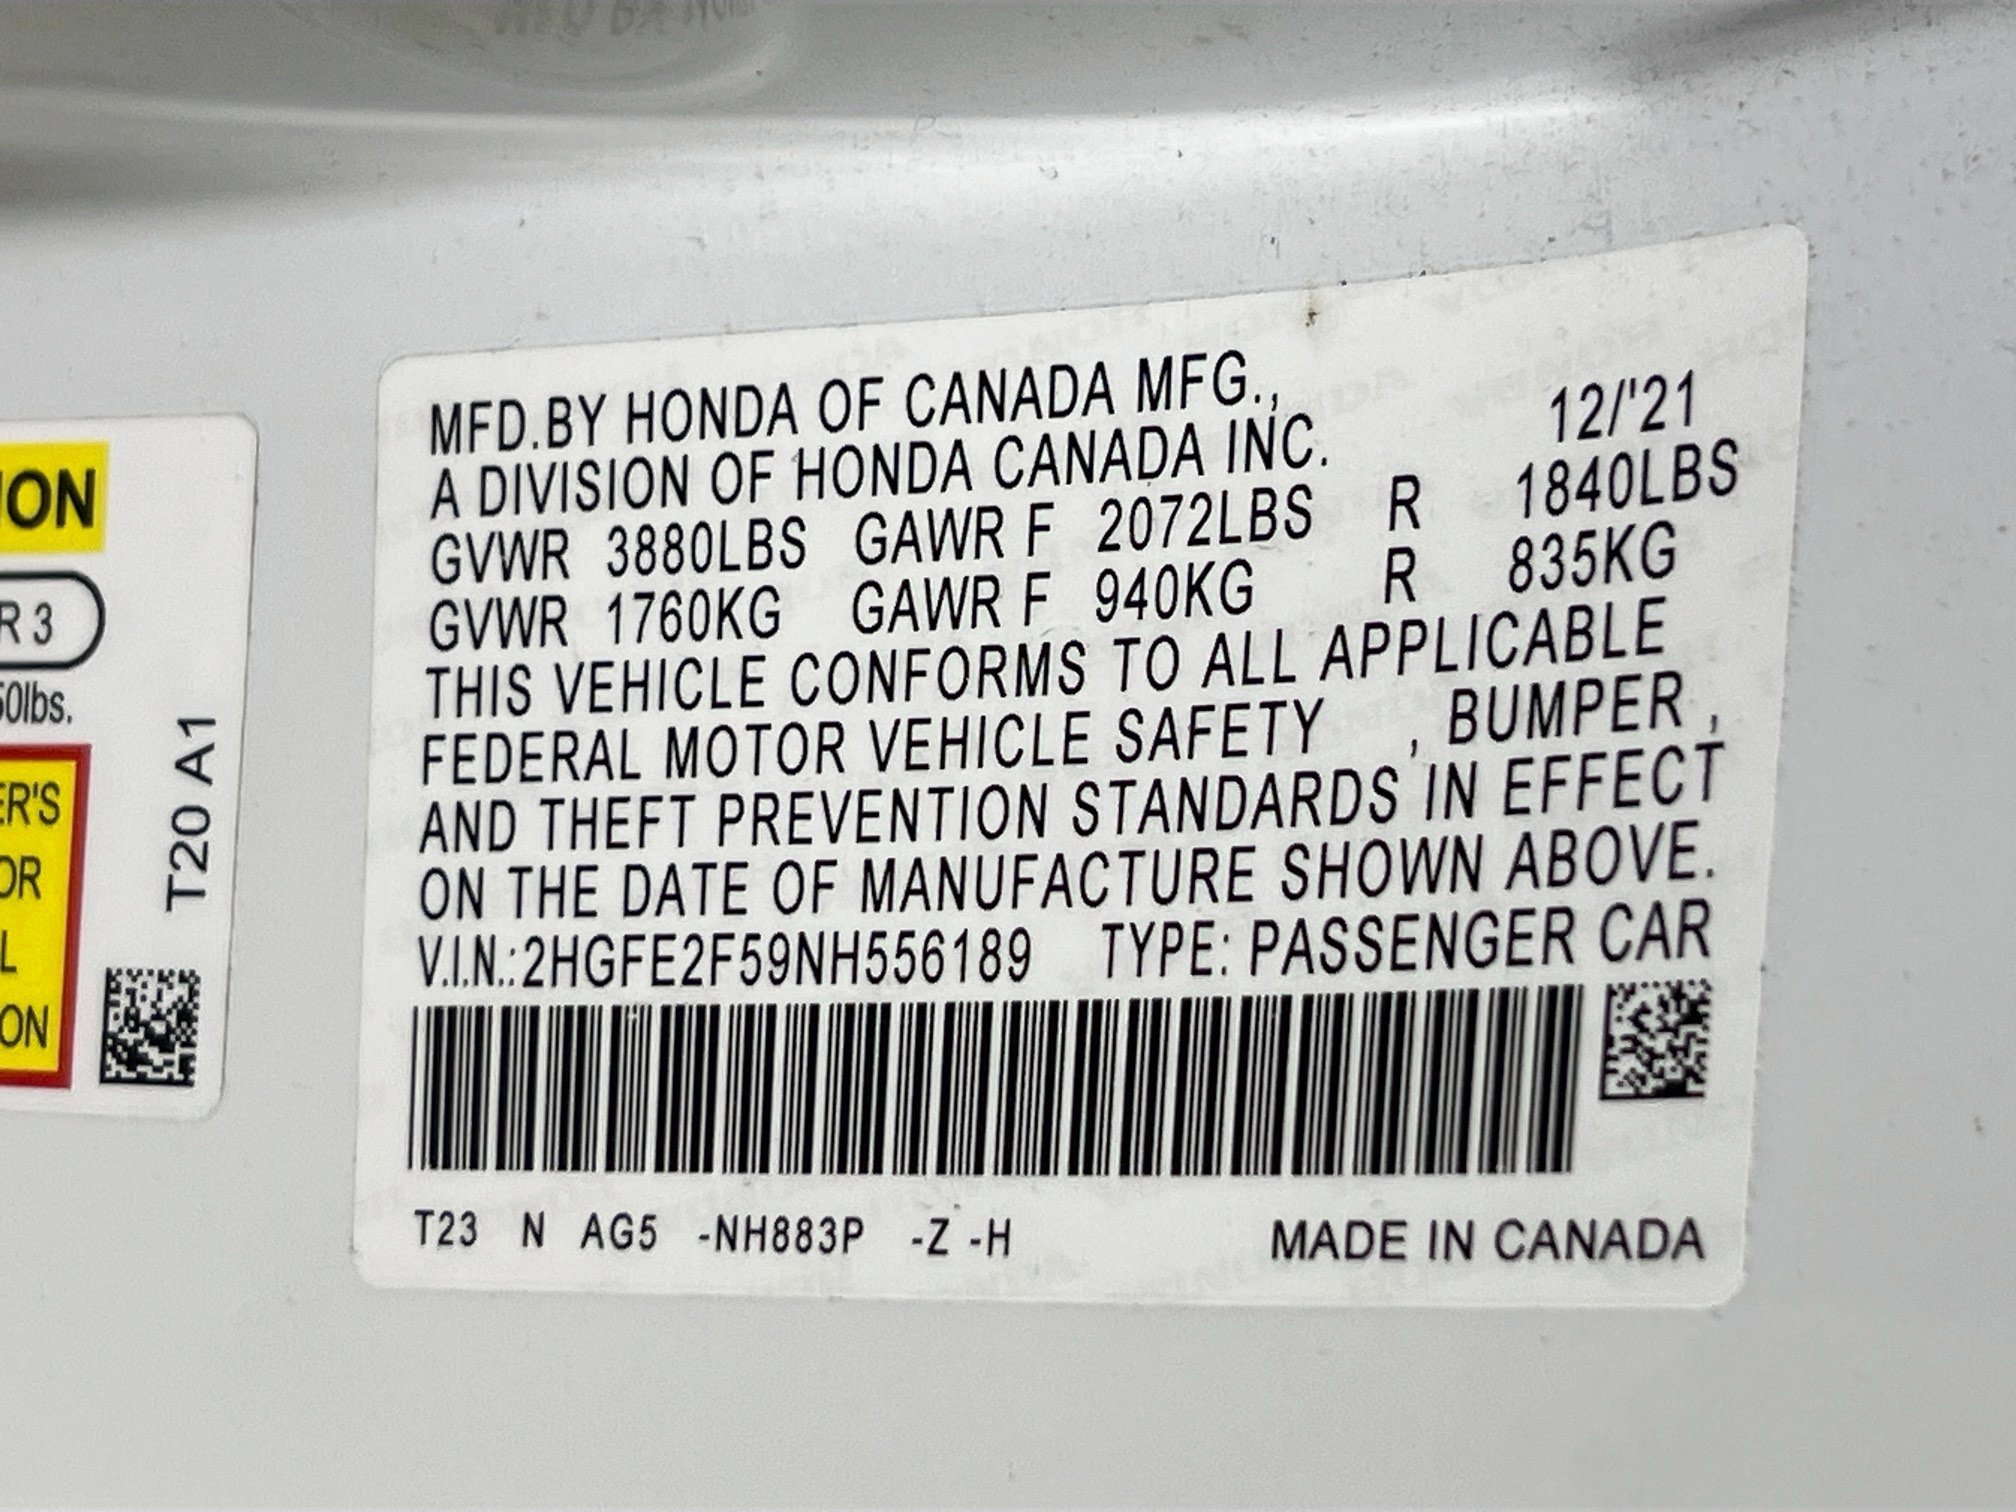 MFD.BY HONDA OF CANADA MFG., 12/'21
A DIVISION OF HONDA CANADA INC.
GVWR 3880LBS GAWR F 2072LBS R 1840LBS
GVWR 1760KG GAWR F 940KG R 835KG
THIS VEHICLE CONFORMS TO ALL APPLICABLE
FEDERAL MOTOR VEHICLE SAFETY , BUMPER ,
AND THEFT PREVENTION STANDARDS IN EFFECT
ON THE DATE OF MANUFACTURE SHOWN ABOVE.
V.I.N.:2HGFE2F59NH556189 TYPE: PASSENGER CAR
T23 N AG5 -NH883P -Z -H MADE IN CANADA
ION
R 3
50lbs.
ER'S
OR
L
ON
T20 A1